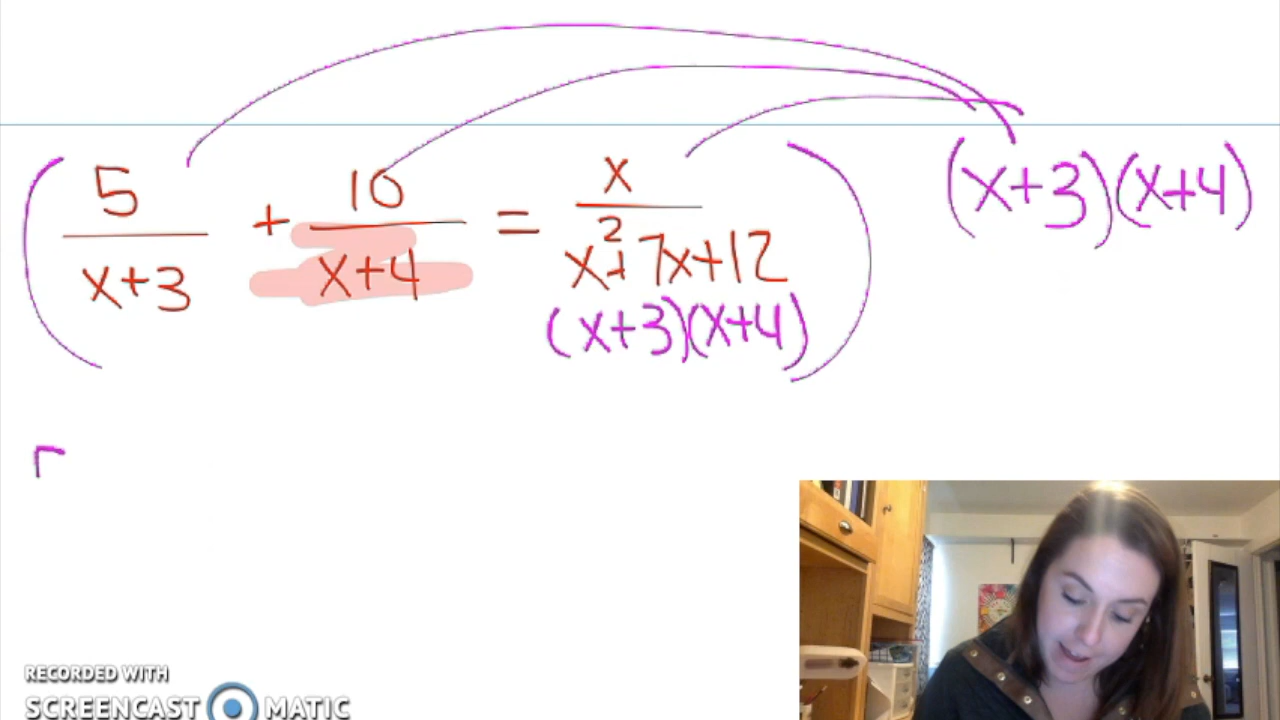 ( 5/(x+3) + 10/(x+4) = x/(x²+7x+12) ) (x+3)(x+4)
(x+3)(x+4)
RECORDED WITH
SCREENCAST MATIC